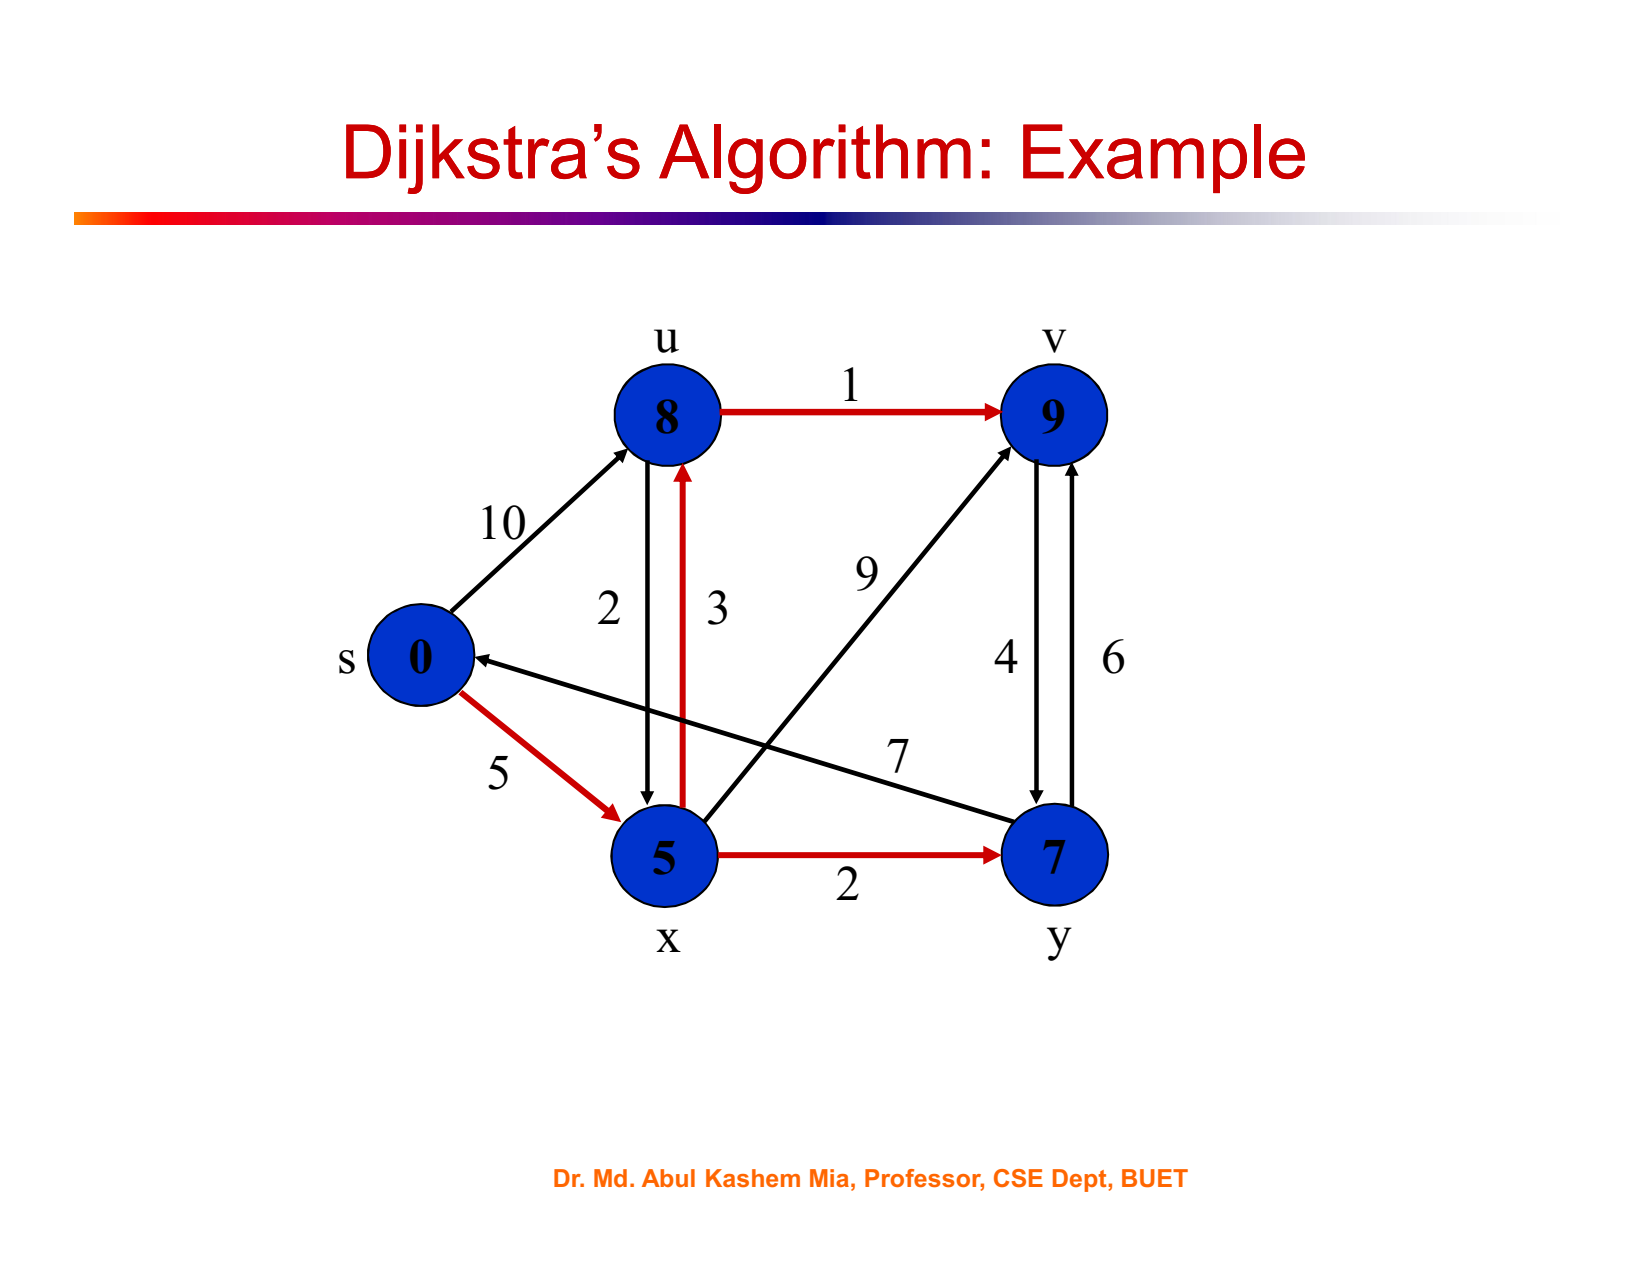 Dijkstra’s Algorithm: Example
u v
1
8 9
10
9
2 3
4 6
s 0
7
5
5 7
2
x y
Dr. Md. Abul Kashem Mia, Professor, CSE Dept, BUET